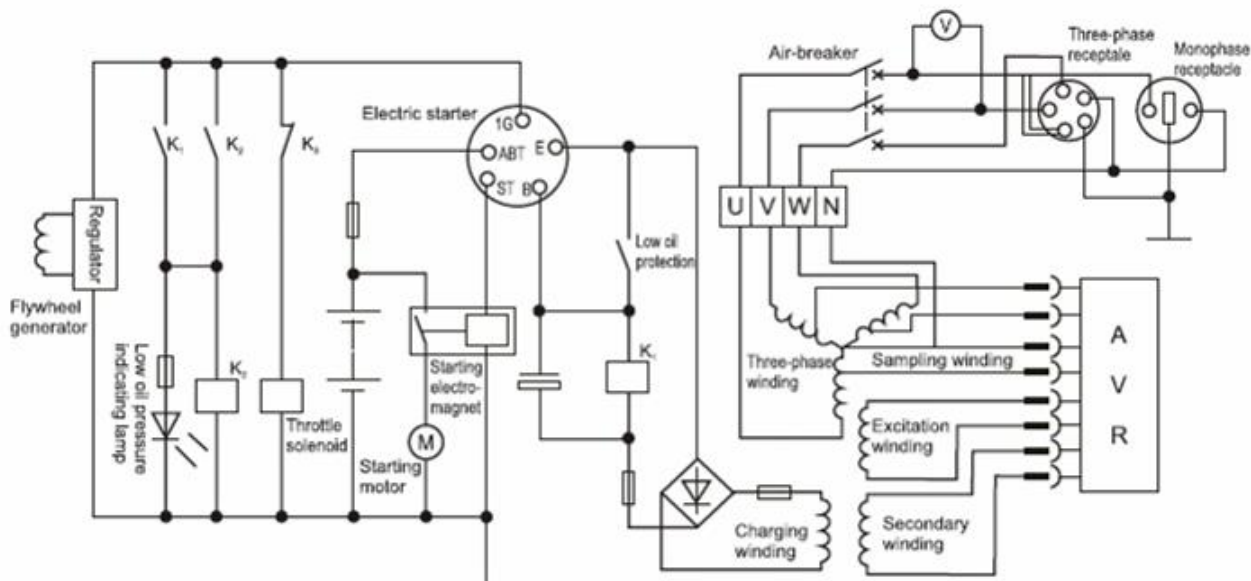 V
Three-phase
receptale
Monophase
receptacle
Air-breaker
Electric starter
1G
ABT
E
ST
B
K₁
K₂
Regulator
Flywheel
generator
Low oil
protection
U V W N
Low oil pressure
indicating lamp
K₂
Throttle
solenoid
Starting
electro-
magnet
M
Starting
motor
K₁
Three-phase
winding
Sampling winding
Excitation
winding
Charging
winding
Secondary
winding
A
V
R